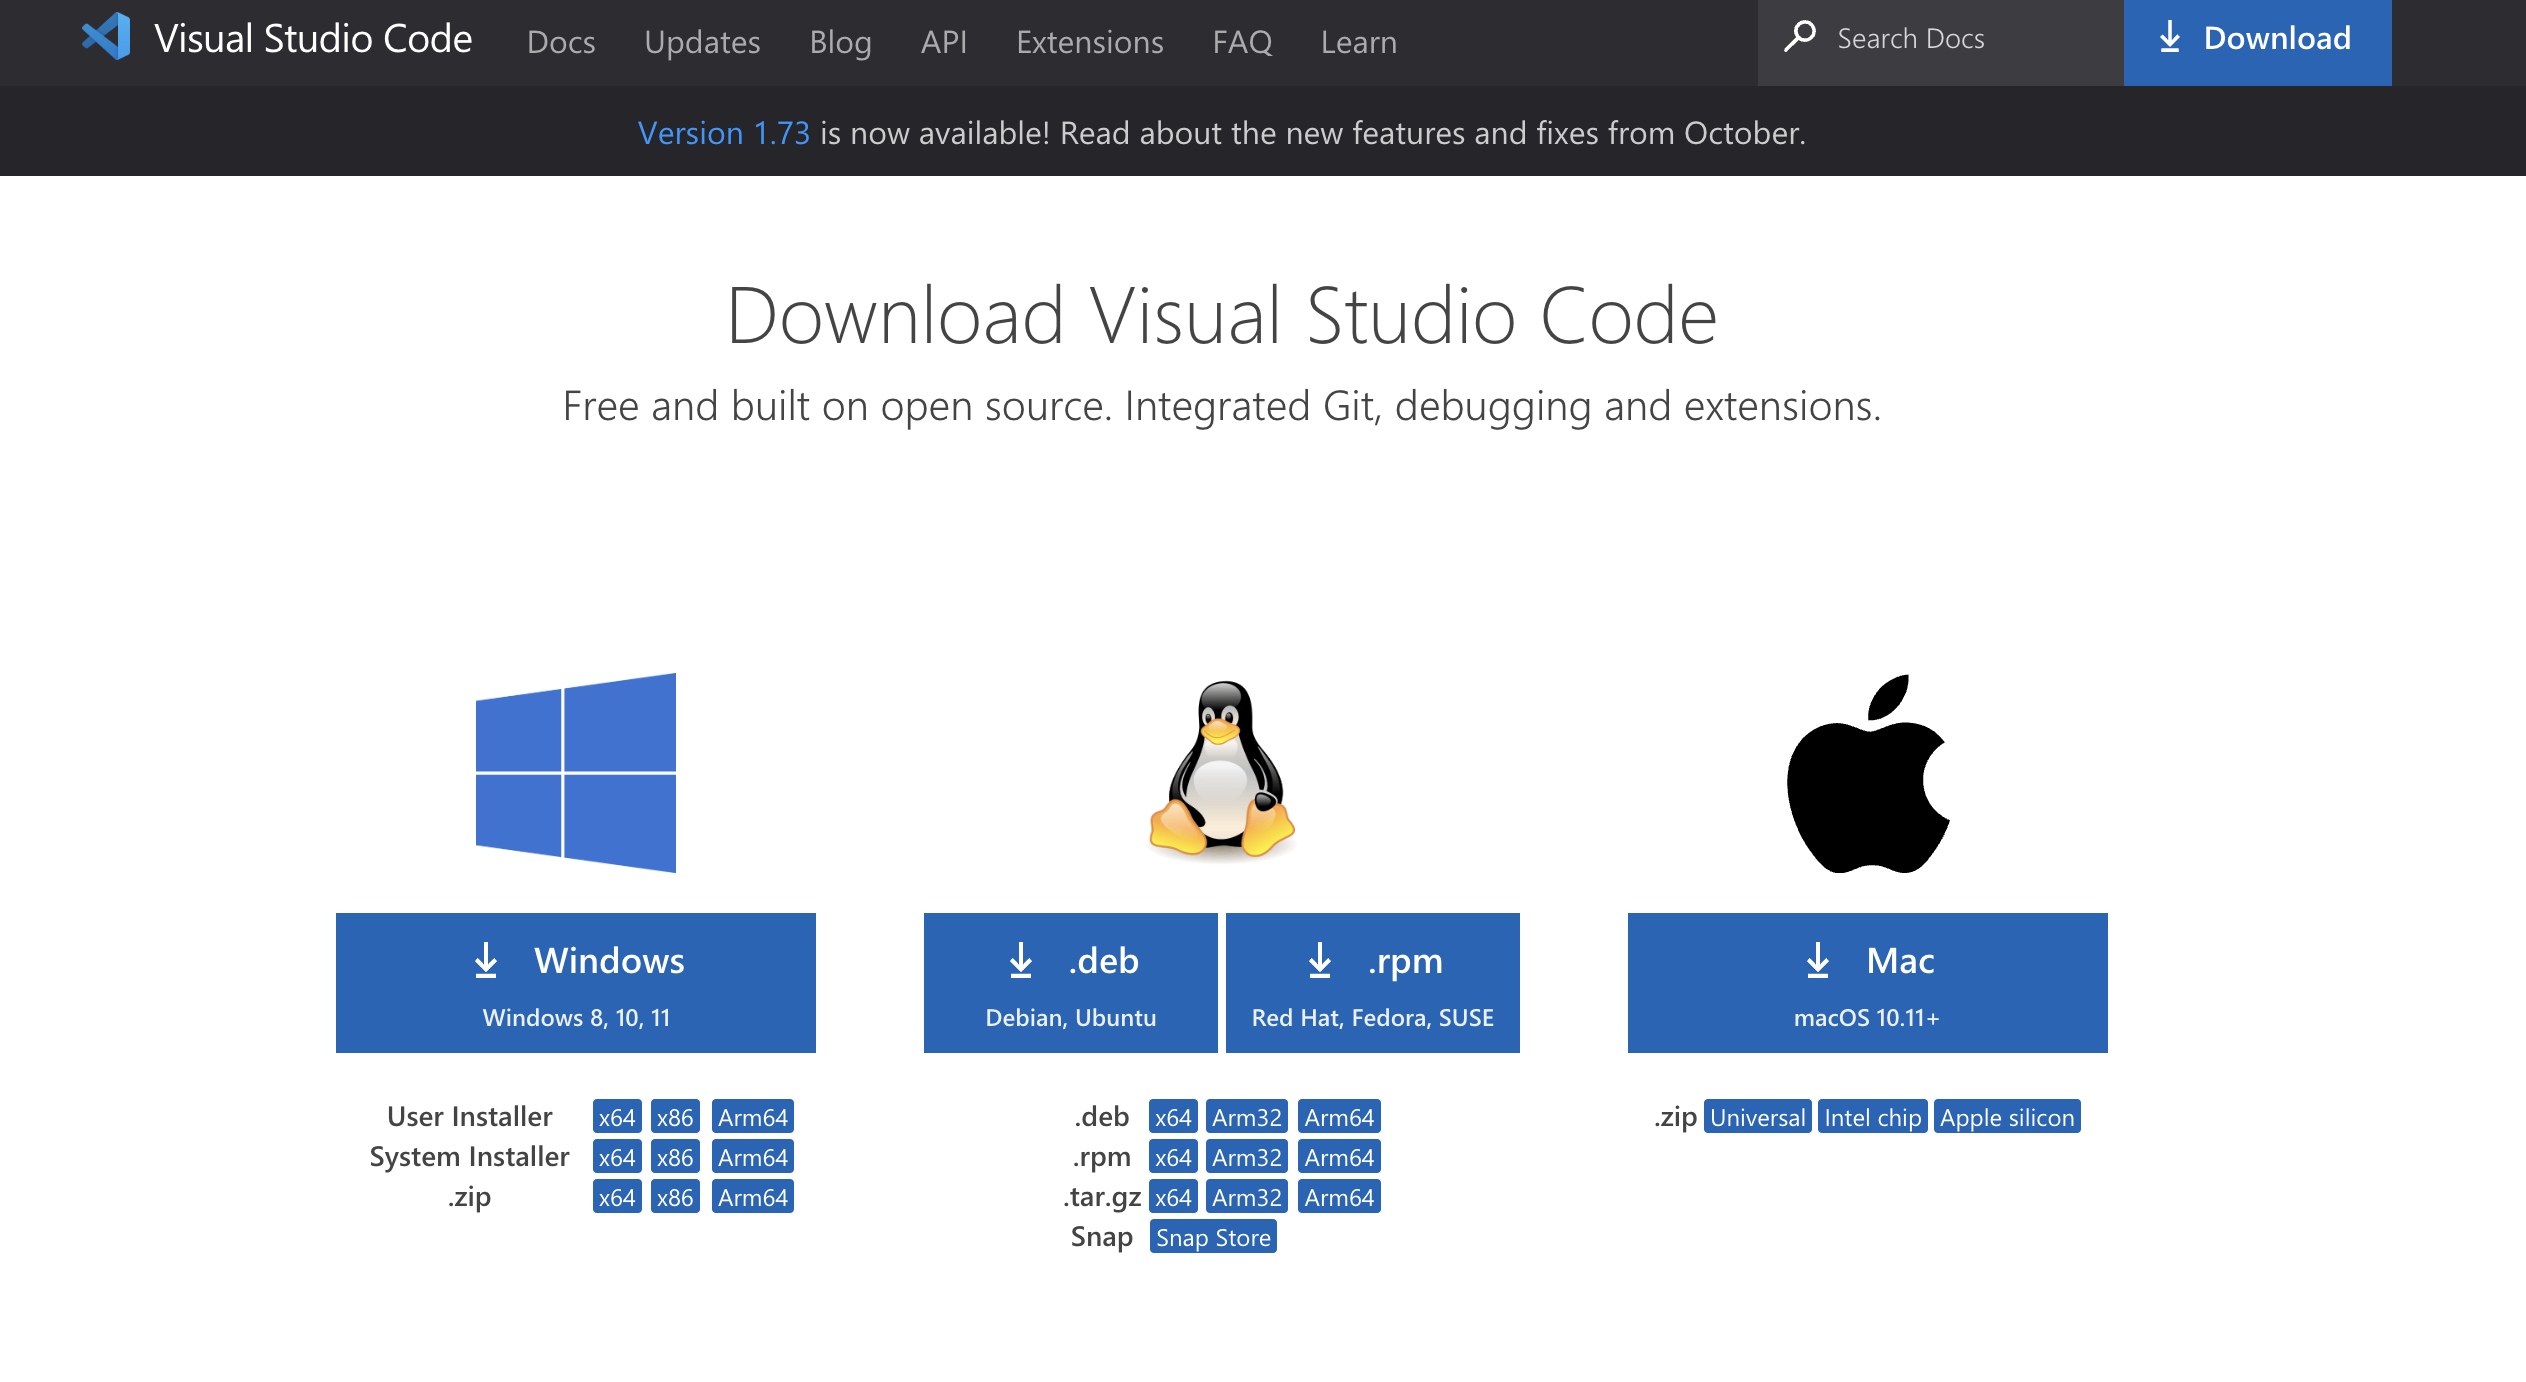 Visual Studio Code Docs Updates Blog API Extensions FAQ Learn Search Docs Download
Version 1.73 is now available! Read about the new features and fixes from October.
Download Visual Studio Code
Free and built on open source. Integrated Git, debugging and extensions.
Windows
Windows 8, 10, 11
User Installer x64 x86 Arm64
System Installer x64 x86 Arm64
.zip x64 x86 Arm64
.deb
Debian, Ubuntu
.rpm
Red Hat, Fedora, SUSE
.deb x64 Arm32 Arm64
.rpm x64 Arm32 Arm64
.tar.gz x64 Arm32 Arm64
Snap Snap Store
Mac
macOS 10.11+
.zip Universal Intel chip Apple silicon